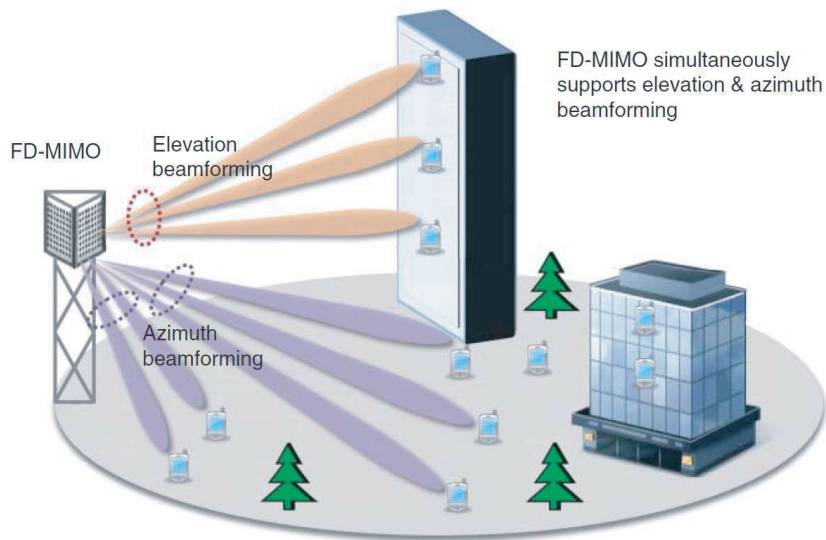 FD-MIMO simultaneously
supports elevation & azimuth
beamforming
FD-MIMO
Elevation
beamforming
Azimuth
beamforming